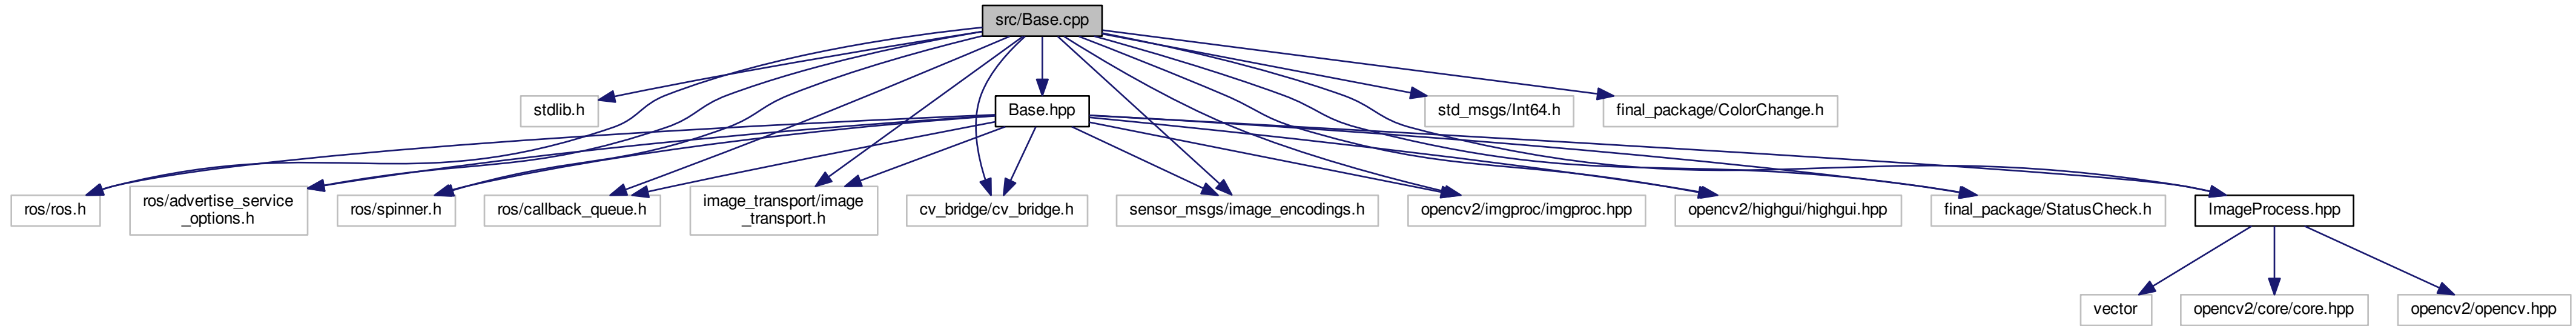 src/Base.cpp
stdlib.h
Base.hpp
std_msgs/Int64.h
final_package/ColorChange.h
ros/ros.h
ros/advertise_service
_options.h
ros/spinner.h
ros/callback_queue.h
image_transport/image
_transport.h
cv_bridge/cv_bridge.h
sensor_msgs/image_encodings.h
opencv2/imgproc/imgproc.hpp
opencv2/highgui/highgui.hpp
final_package/StatusCheck.h
ImageProcess.hpp
vector
opencv2/core/core.hpp
opencv2/opencv.hpp